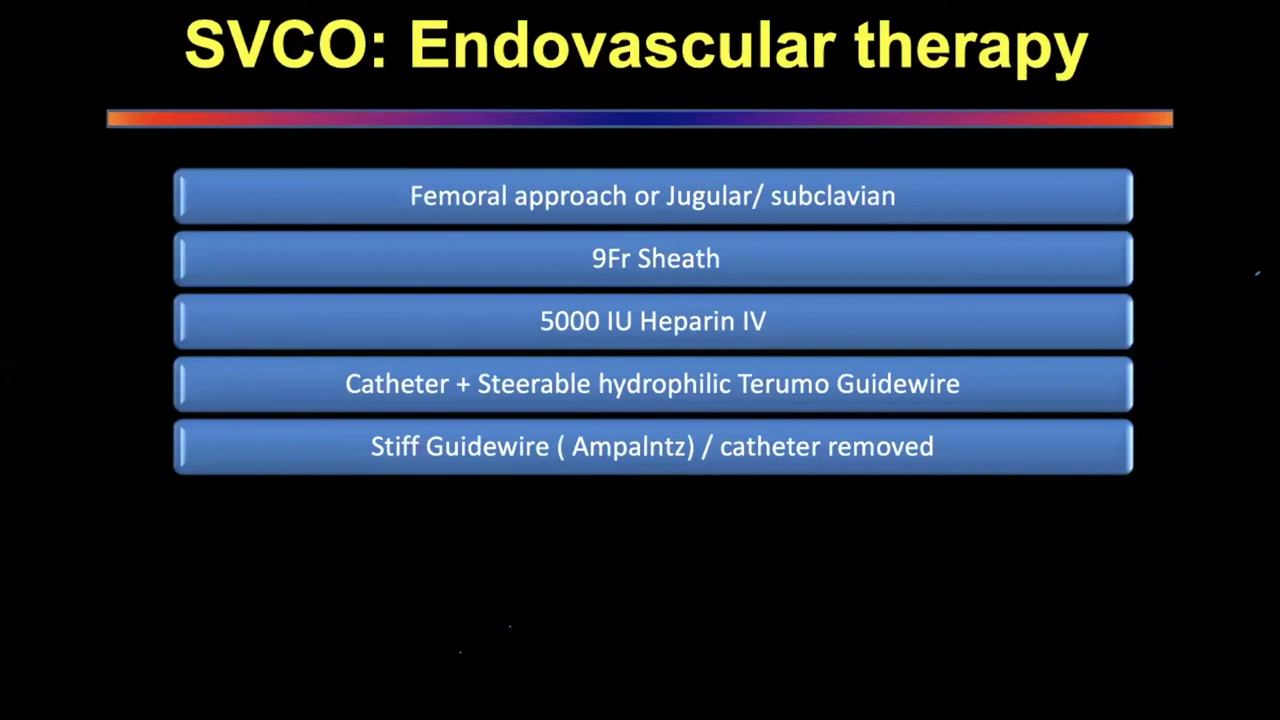 SVCO: Endovascular therapy
Femoral approach or Jugular/ subclavian
9Fr Sheath
5000 IU Heparin IV
Catheter + Steerable hydrophilic Terumo Guidewire
Stiff Guidewire ( Ampalntz) / catheter removed